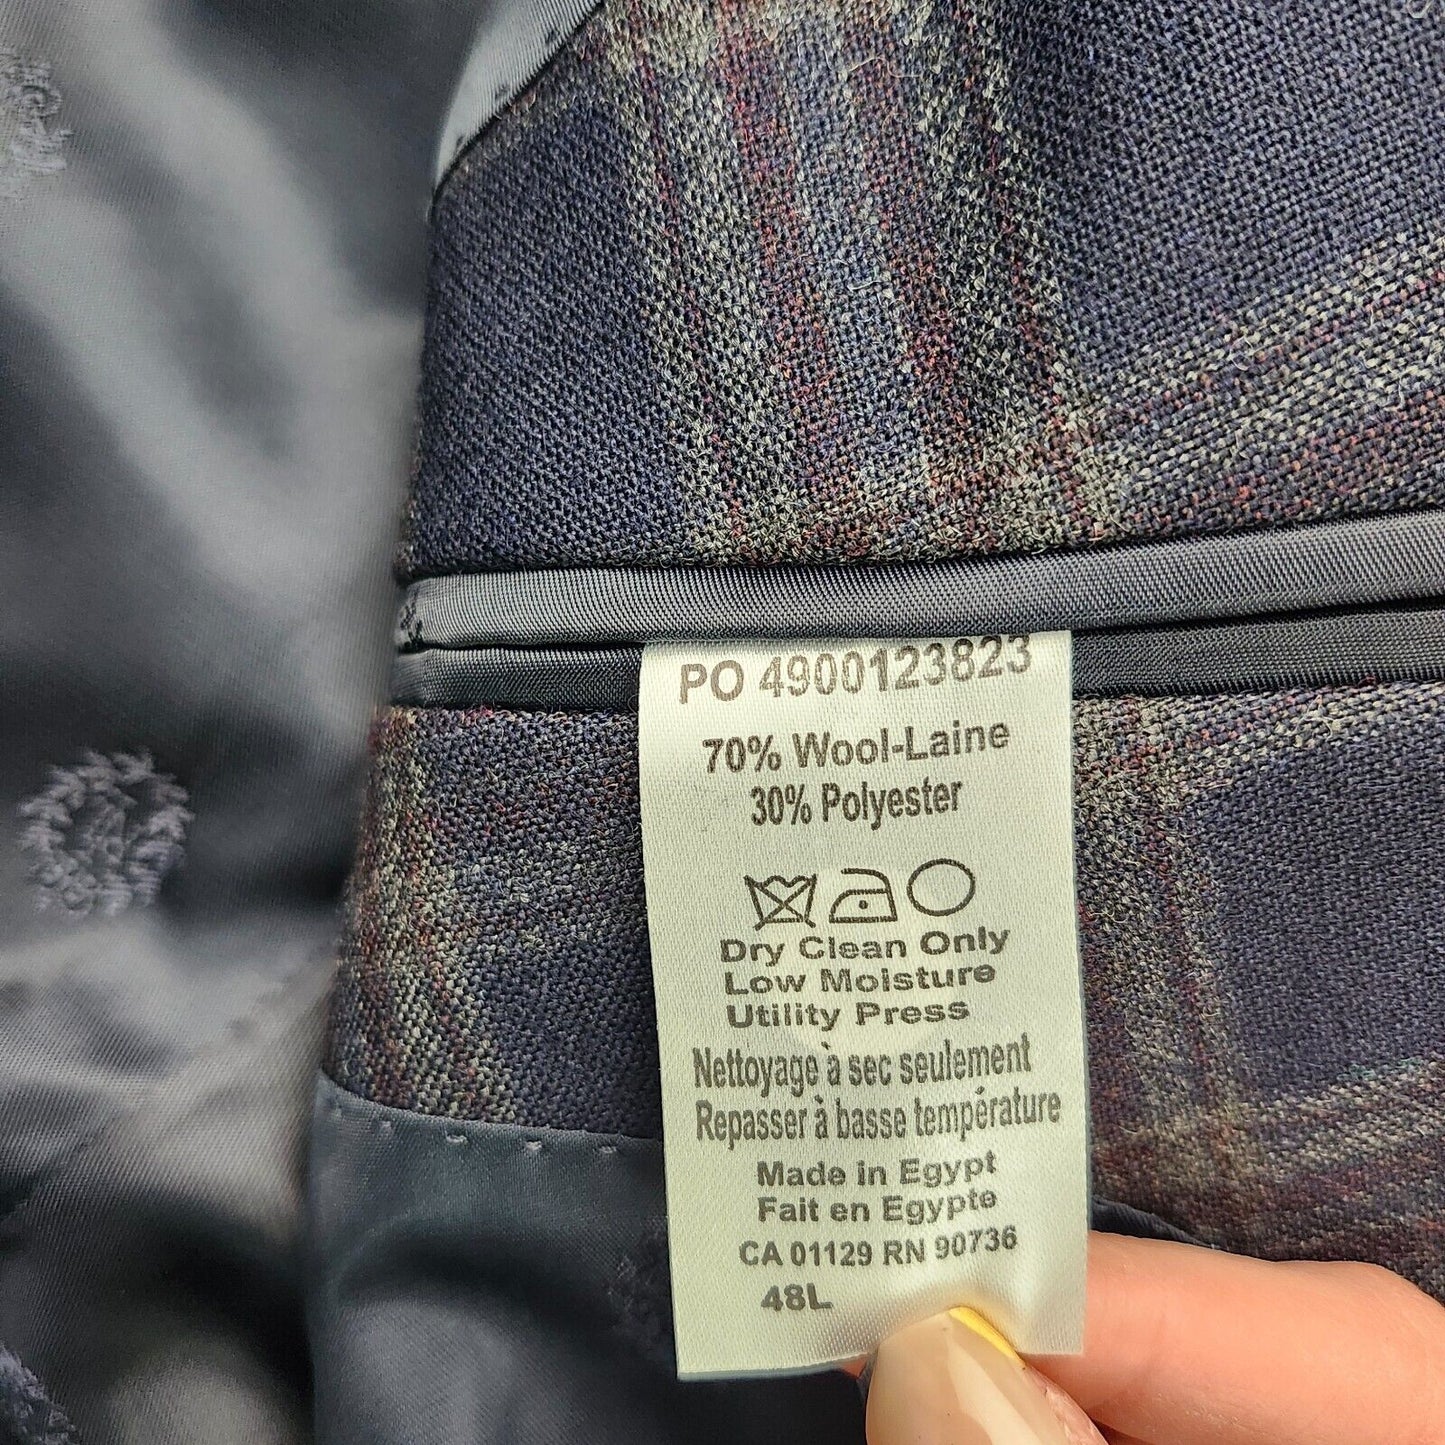 PO 4900123823
70% Wool-Laine
30% Polyester
Dry Clean Only
Low Moisture
Utility Press
Nettoyage à sec seulement
Repasser à basse température
Made in Egypt
Fait en Egypte
CA 01129 RN 90736
48L